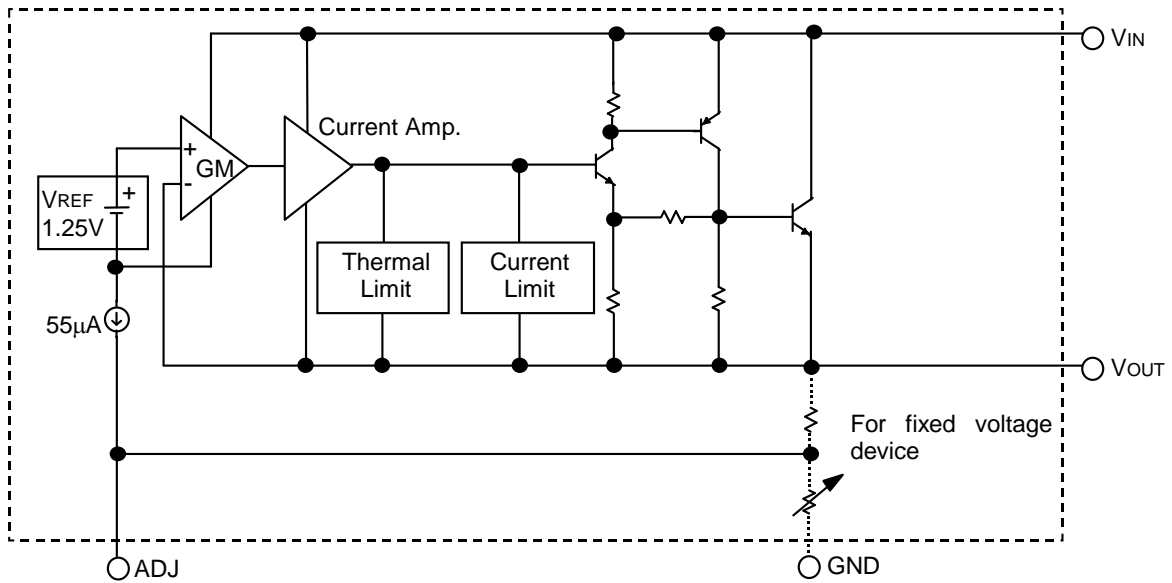 VIN
Current Amp.
+
GM
-
+
VREF
1.25V
Thermal
Limit
Current
Limit
55µA
VOUT
For fixed voltage
device
ADJ
GND